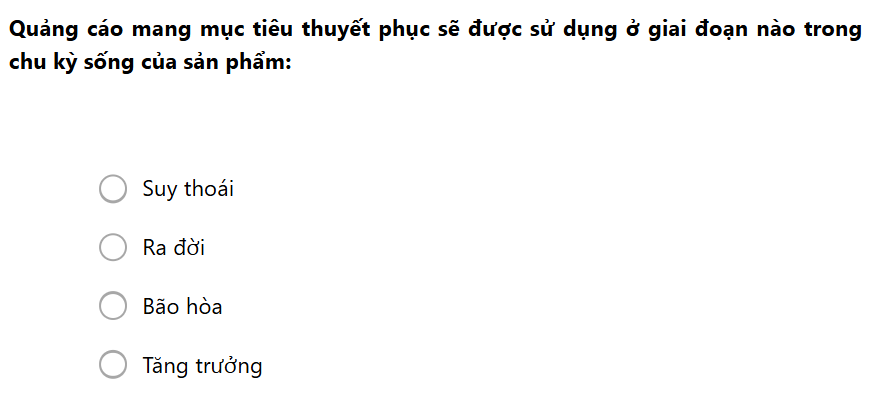 Quảng cáo mang mục tiêu thuyết phục sẽ được sử dụng ở giai đoạn nào trong
chu kỳ sống của sản phẩm:
Suy thoái
Ra đời
Bão hòa
Tăng trưởng